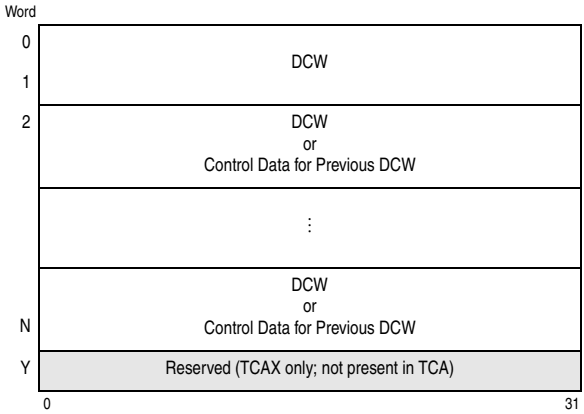 Word
0
DCW
1
2
DCW
or
Control Data for Previous DCW
⋮
DCW
or
N
Control Data for Previous DCW
Y
Reserved (TCAX only; not present in TCA)
0
31